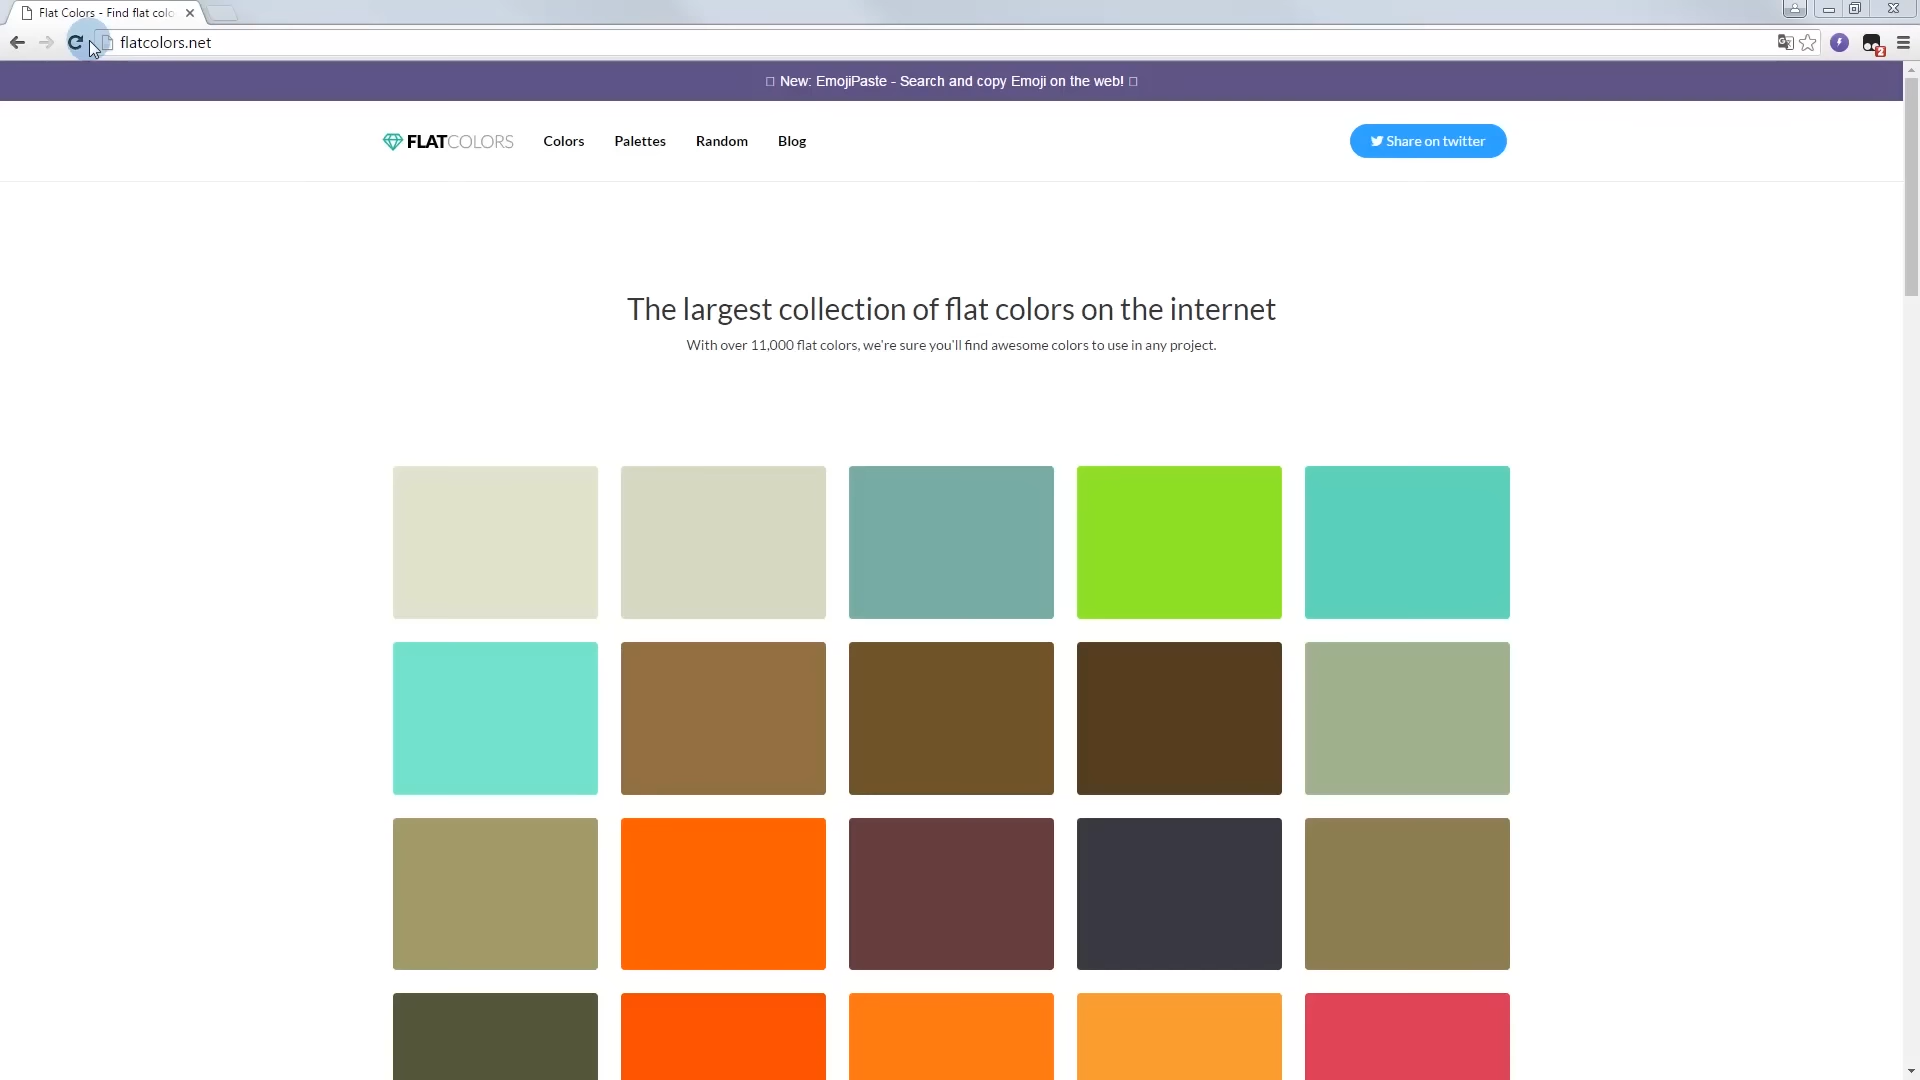 Flat Colors - Find flat colo
flatcolors.net
2
New: EmojiPaste - Search and copy Emoji on the web!
FLATCOLORS
Colors
Palettes
Random
Blog
Share on twitter
The largest collection of flat colors on the internet
With over 11,000 flat colors, we're sure you'll find awesome colors to use in any project.